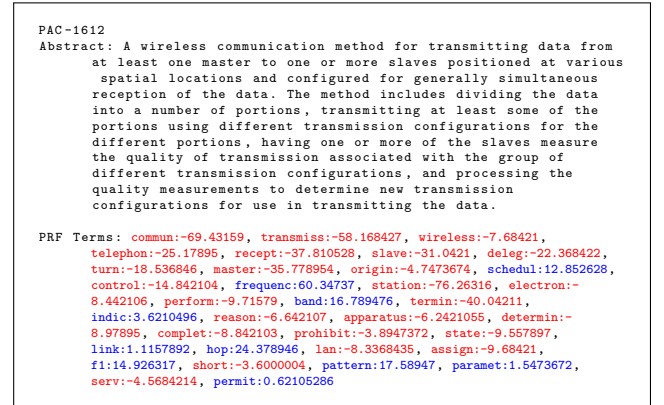 PAC-1612
Abstract: A wireless communication method for transmitting data from
at least one master to one or more slaves positioned at various
spatial locations and configured for generally simultaneous
reception of the data. The method includes dividing the data
into a number of portions, transmitting at least some of the
portions using different transmission configurations for the
different portions, having one or more of the slaves measure
the quality of transmission associated with the group of
different transmission configurations, and processing the
quality measurements to determine new transmission
configurations for use in transmitting the data.
PRF Terms: commun:-69.43159, transmiss:-58.168427, wireless:-7.68421,
telephon:-25.17895, recept:-37.810528, slave:-31.0421, deleg:-22.368422,
turn:-18.536846, master:-35.778954, origin:-4.7473674, schedul:12.852628,
control:-14.842104, frequenc:60.34737, station:-76.26316, electron:-
8.442106, perform:-9.71579, band:16.789476, termin:-40.04211,
indic:3.6210496, reason:-6.642107, apparatus:-6.2421055, determin:-
8.97895, complet:-8.842103, prohibit:-3.8947372, state:-9.557897,
link:1.1157892, hop:24.378946, lan:-8.3368435, assign:-9.68421,
f1:14.926317, short:-3.6000004, pattern:17.58947, paramet:1.5473672,
serv:-4.5684214, permit:0.62105286